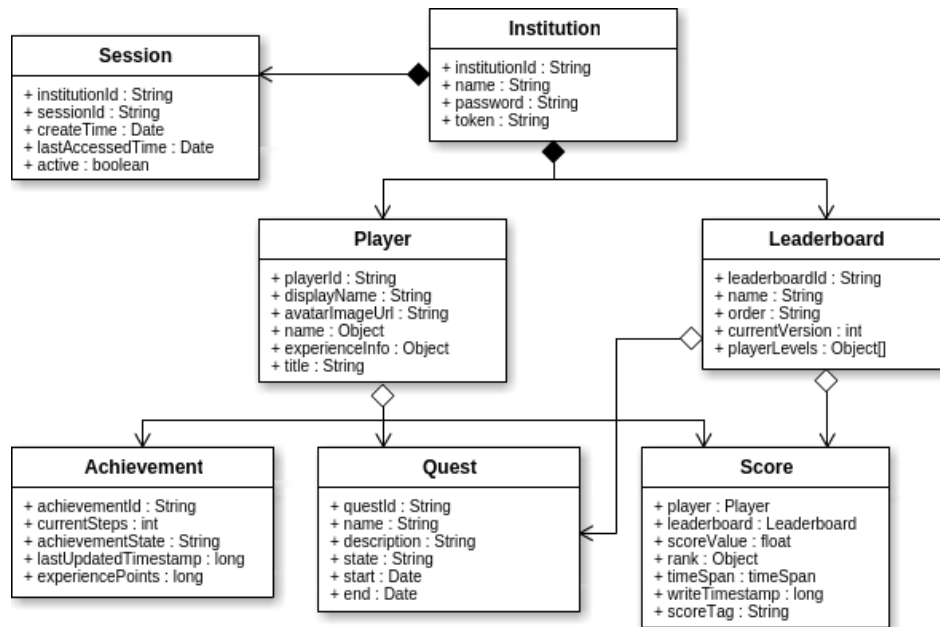 Institution
+ institutionId : String
+ name : String
+ password : String
+ token : String
Session
+ institutionId : String
+ sessionId : String
+ createTime : Date
+ lastAccessedTime : Date
+ active : boolean
Player
+ playerId : String
+ displayName : String
+ avatarImageUrl : String
+ name : Object
+ experienceInfo : Object
+ title : String
Leaderboard
+ leaderboardId : String
+ name : String
+ order : String
+ currentVersion : int
+ playerLevels : Object[]
Achievement
+ achievementId : String
+ currentSteps : int
+ achievementState : String
+ lastUpdatedTimestamp : long
+ experiencePoints : long
Quest
+ questId : String
+ name : String
+ description : String
+ state : String
+ start : Date
+ end : Date
Score
+ player : Player
+ leaderboard : Leaderboard
+ scoreValue : float
+ rank : Object
+ timeSpan : timeSpan
+ writeTimestamp : long
+ scoreTag : String